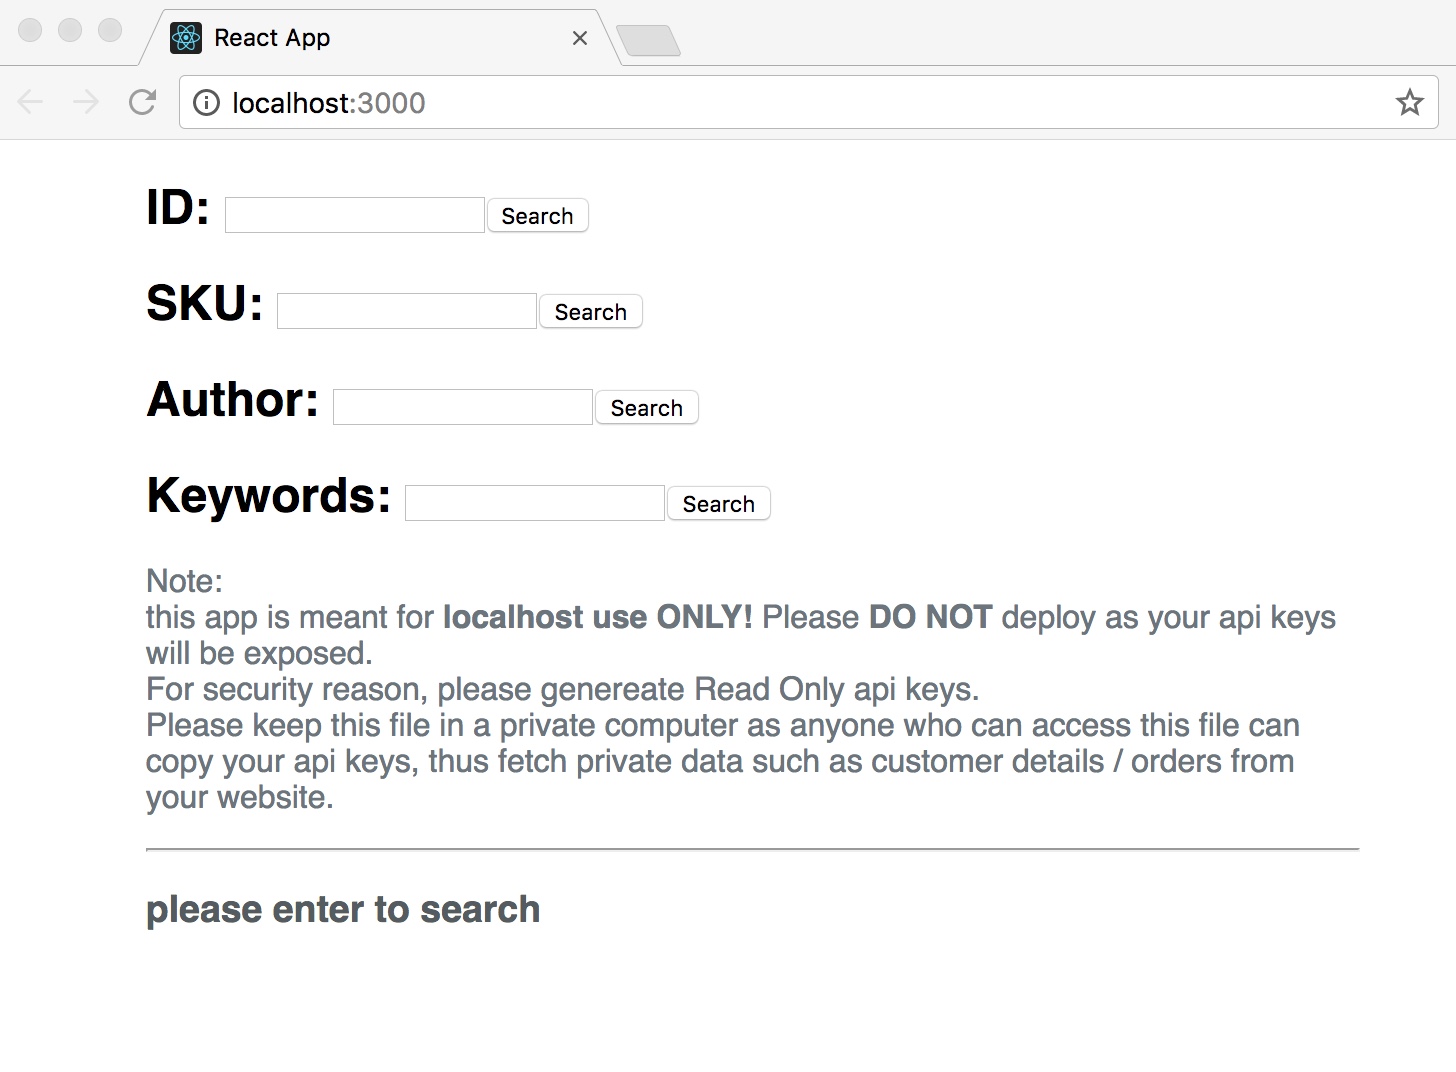 React App
localhost:3000
ID: Search
SKU: Search
Author: Search
Keywords: Search
Note:
this app is meant for localhost use ONLY! Please DO NOT deploy as your api keys
will be exposed.
For security reason, please genereate Read Only api keys.
Please keep this file in a private computer as anyone who can access this file can
copy your api keys, thus fetch private data such as customer details / orders from
your website.
please enter to search